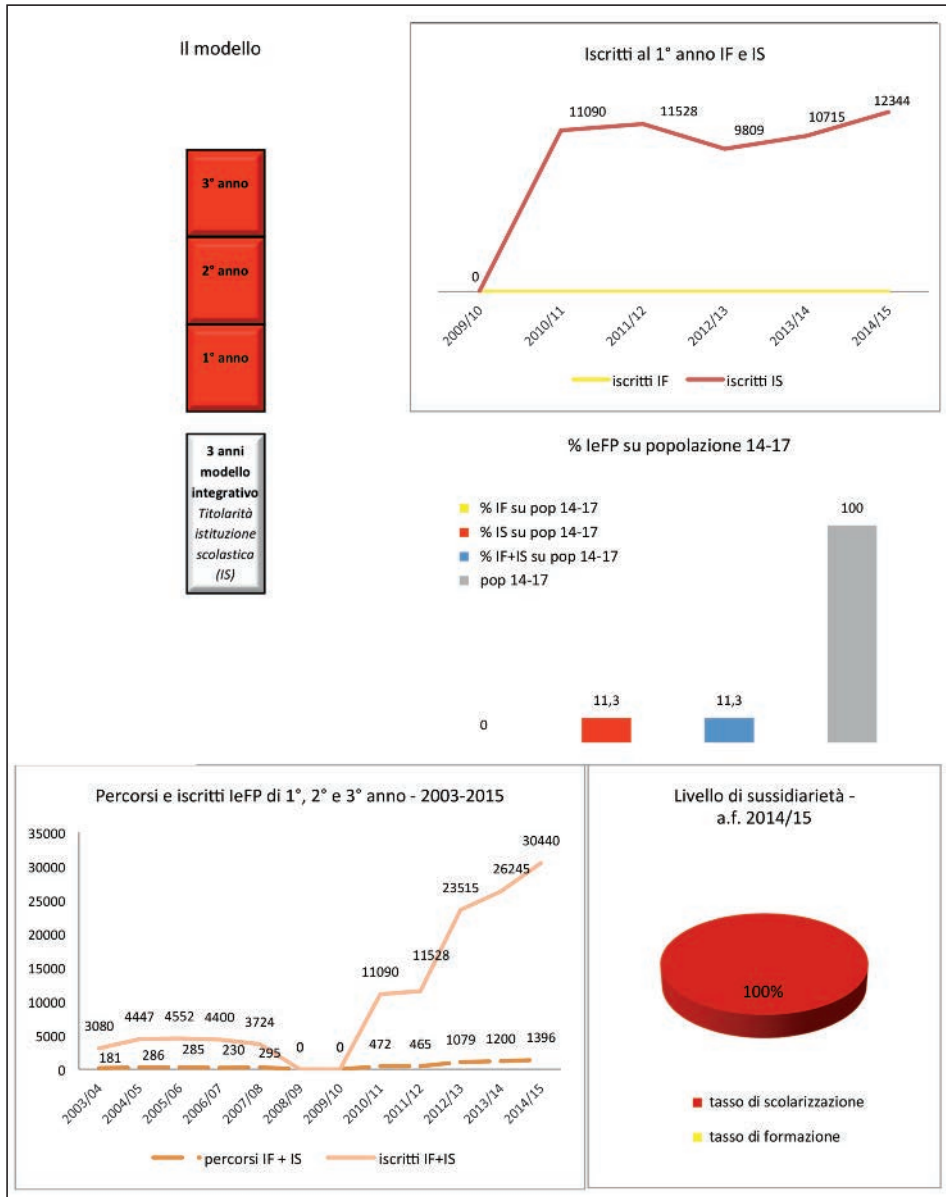 Il modello
3° anno
2° anno
1° anno
3 anni
modello
integrativo
Titolarità
istituzione
scolastica
(IS)
Iscritti al 1° anno IF e IS
0
11090
11528
9809
10715
12344
2009/10
2010/11
2011/12
2012/13
2013/14
2014/15
iscritti IF
iscritti IS
% IeFP su popolazione 14-17
% IF su pop 14-17
% IS su pop 14-17
% IF+IS su pop 14-17
pop 14-17
0
11,3
11,3
100
Percorsi e iscritti IeFP di 1°, 2° e 3° anno - 2003-2015
35000
30000
25000
20000
15000
10000
5000
0
3080
4447
4552
4400
3724
0
0
11090
11528
23515
26245
30440
181
286
285
230
295
472
465
1079
1200
1396
2003/04
2004/05
2005/06
2006/07
2007/08
2008/09
2009/10
2010/11
2011/12
2012/13
2013/14
2014/15
percorsi IF + IS
iscritti IF+IS
Livello di sussidiarietà -
a.f. 2014/15
100%
tasso di scolarizzazione
tasso di formazione